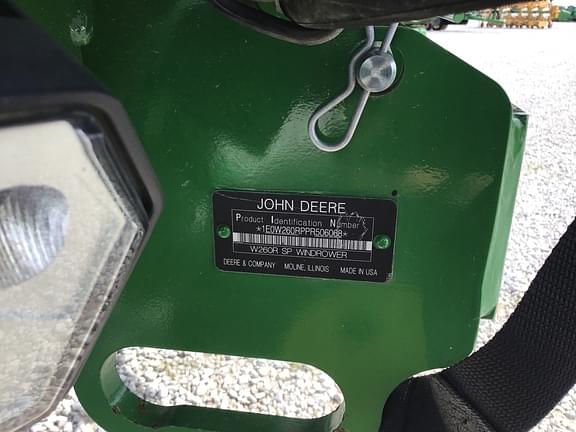 JOHN DEERE
Product Identification Number
*1E0W260RPPR506068*
W260R SP WINDROWER
DEERE & COMPANY MOLINE, ILLINOIS MADE IN USA